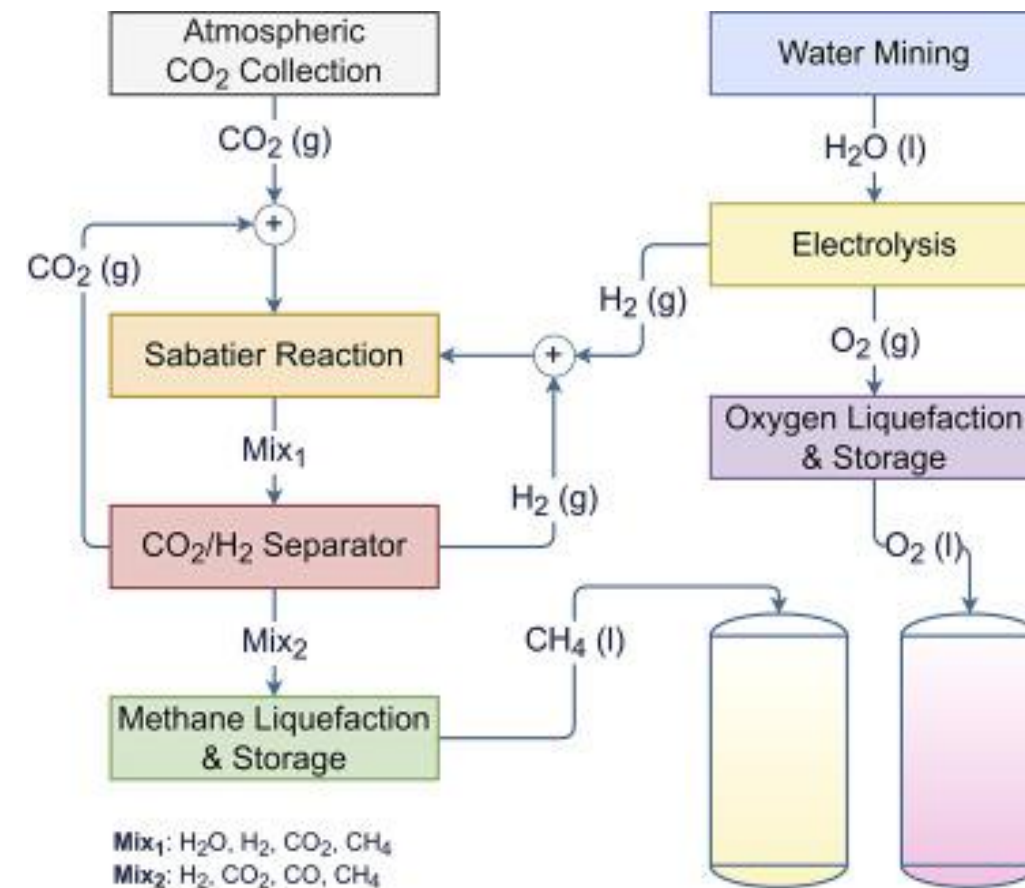 Atmospheric
CO₂ Collection
Water Mining
CO₂ (g)
H₂O (l)
CO₂ (g)
Electrolysis
H₂ (g)
Sabatier Reaction
O₂ (g)
Oxygen Liquefaction
& Storage
Mix₁
H₂ (g)
CO₂/H₂ Separator
O₂ (l)
Mix₂
CH₄ (l)
Methane Liquefaction
& Storage
Mix₁: H₂O, H₂, CO₂, CH₄
Mix₂: H₂, CO₂, CO, CH₄